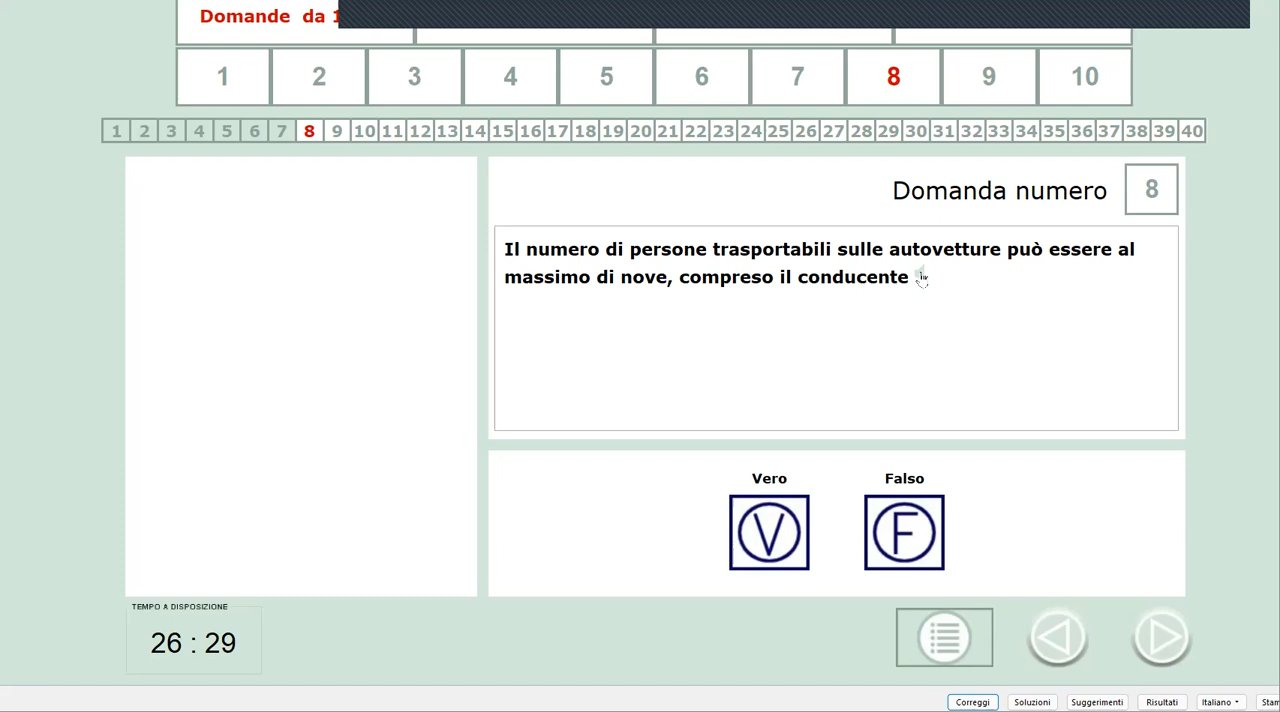 Domande da 1
1 2 3 4 5 6 7 8 9 10
1 2 3 4 5 6 7 8 9 10 11 12 13 14 15 16 17 18 19 20 21 22 23 24 25 26 27 28 29 30 31 32 33 34 35 36 37 38 39 40
Domanda numero 8
Il numero di persone trasportabili sulle autovetture può essere al
massimo di nove, compreso il conducente
Vero Falso
V F
TEMPO A DISPOSIZIONE
26 : 29
Correggi Soluzioni Suggerimenti Risultati Italiano Stam